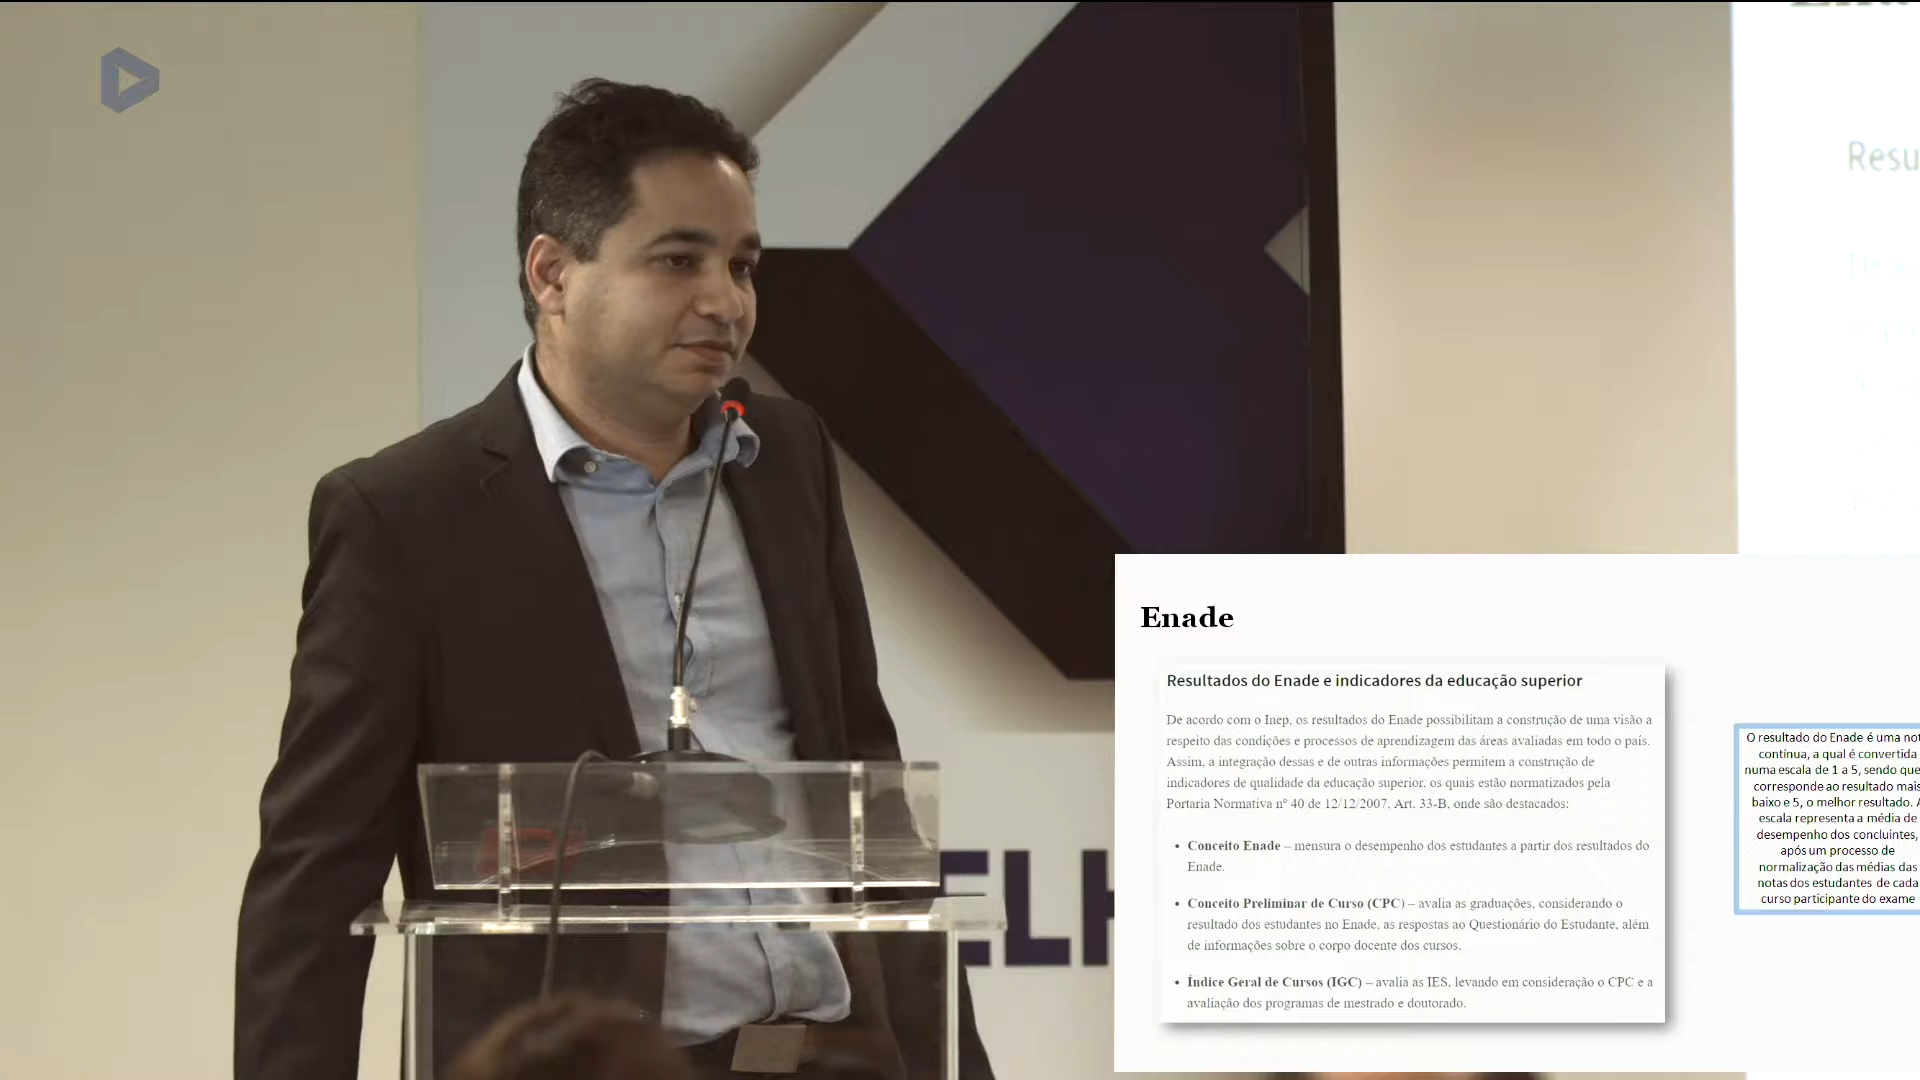 Resu
ELH
Enade
Resultados do Enade e indicadores da educação superior
De acordo com o Inep, os resultados do Enade possibilitam a construção de uma visão a
respeito das condições e processos de aprendizagem das áreas avaliadas em todo o país.
Assim, a integração dessas e de outras informações permitem a construção de
indicadores de qualidade da educação superior, os quais estão normatizados pela
Portaria Normativa nº 40 de 12/12/2007, Art. 33-B, onde são destacados:
• Conceito Enade – mensura o desempenho dos estudantes a partir dos resultados do
Enade.
• Conceito Preliminar de Curso (CPC) – avalia as graduações, considerando o
resultado dos estudantes no Enade, as respostas ao Questionário do Estudante, além
de informações sobre o corpo docente dos cursos.
• Índice Geral de Cursos (IGC) – avalia as IES, levando em consideração o CPC e a
avaliação dos programas de mestrado e doutorado.
O resultado do Enade é uma not
contínua, a qual é convertida
numa escala de 1 a 5, sendo que
corresponde ao resultado mais
baixo e 5, o melhor resultado. A
escala representa a média de
desempenho dos concluintes,
após um processo de
normalização das médias das
notas dos estudantes de cada
curso participante do exame